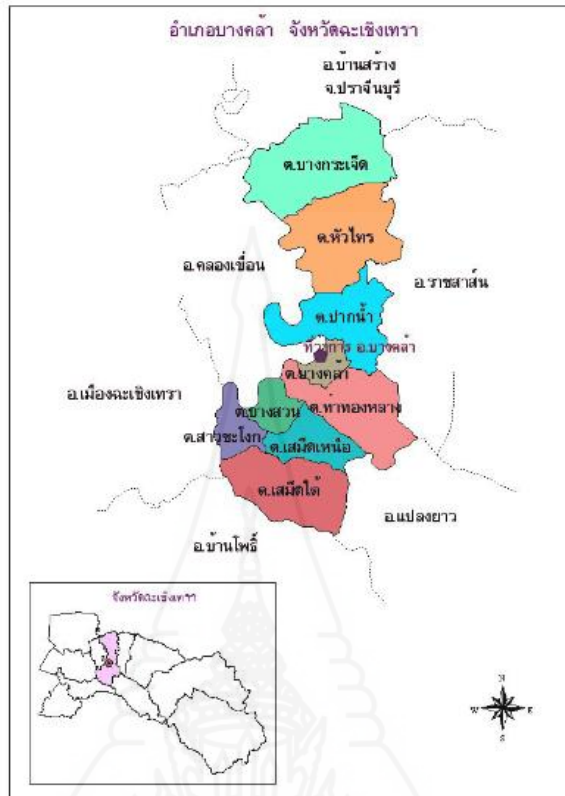 อำเภอบางคล้า จังหวัดฉะเชิงเทรา
อ.บ้านสร้าง
จ.ปราจีนบุรี
ต.บางกระเจ็ด
ต.หัวไทร
อ.คลองเขื่อน
อ.ราชสาส์น
ต.ปากน้ำ
ที่ว่าการ อ.บางคล้า
ต.บางคล้า
อ.เมืองฉะเชิงเทรา
ต.บางสวน
ต.ท่าทองหลาง
ต.สาวชะโงก
ต.เสม็ดเหนือ
ต.เสม็ดใต้
อ.แปลงยาว
อ.บ้านโพธิ์
จังหวัดฉะเชิงเทรา
N
W E
S